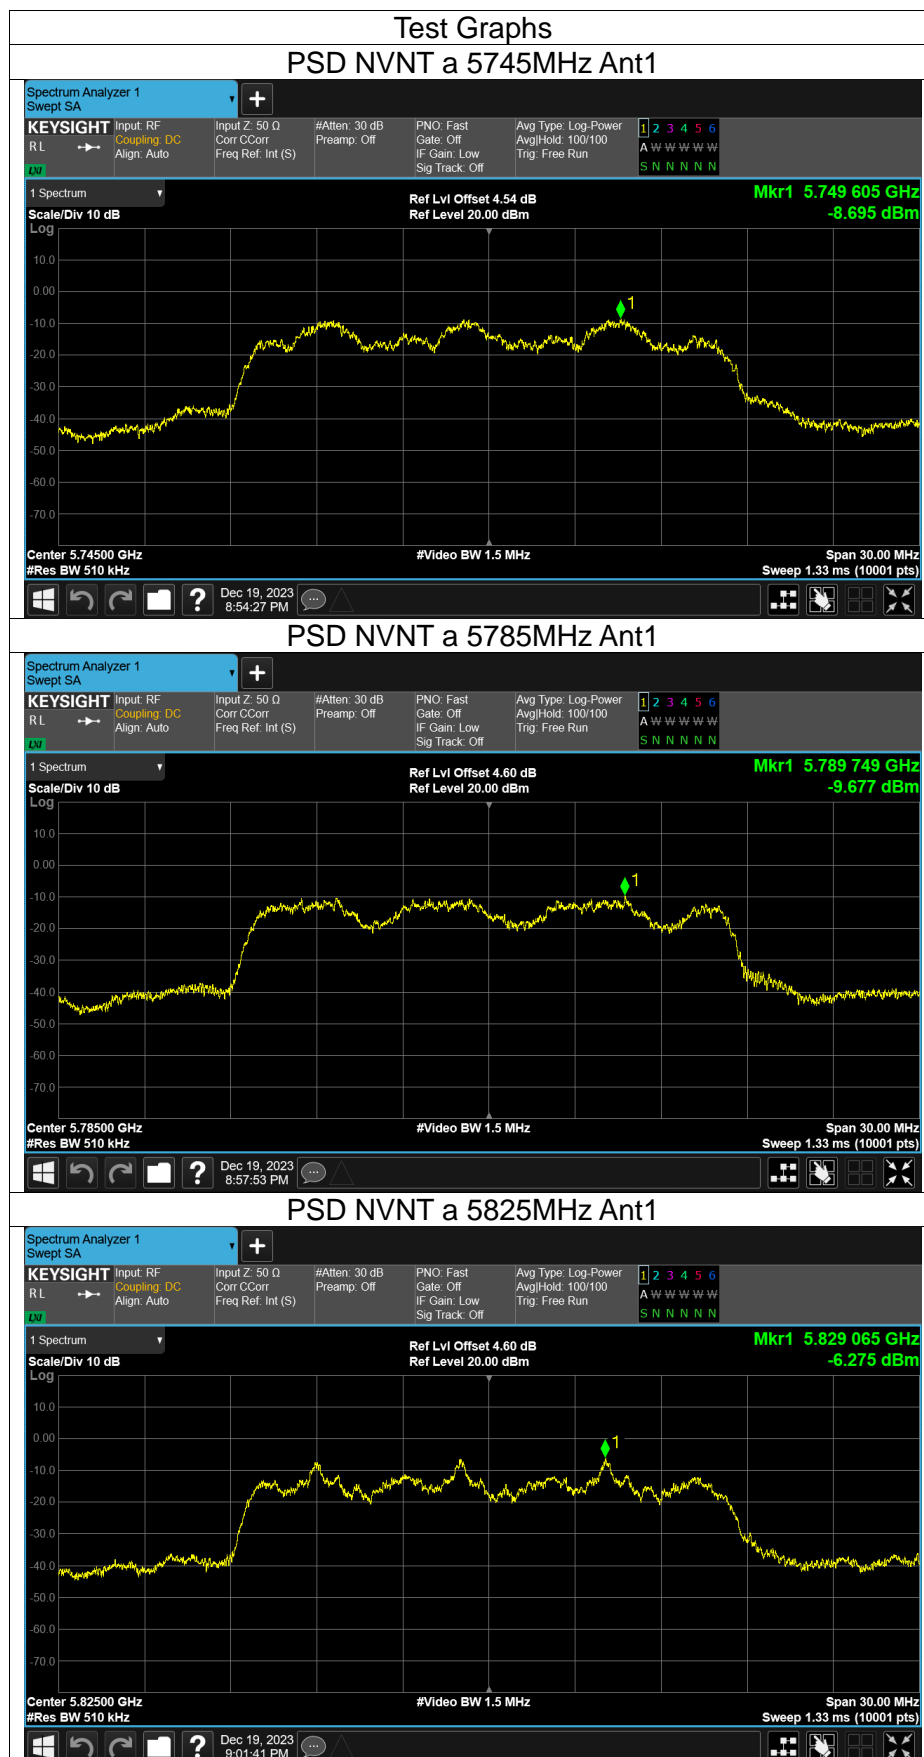 Test Graphs
PSD NVNT a 5745MHz Ant1
Spectrum Analyzer 1
Swept SA
KEYSIGHT Input: RF Input Z: 50 Ω #Atten: 30 dB PNO: Fast Avg Type: Log-Power 1 2 3 4 5 6
RL Coupling: DC Corr CCorr Preamp: Off Gate: Off Avg|Hold: 100/100 A W W W W W
Align: Auto Freq Ref: Int (S) IF Gain: Low Trig: Free Run
LXI Sig Track: Off S N N N N N
1 Spectrum Ref Lvl Offset 4.54 dB Mkr1 5.749 605 GHz
Scale/Div 10 dB Ref Level 20.00 dBm -8.695 dBm
Log
10.0
0.00
1
-10.0
-20.0
-30.0
-40.0
-50.0
-60.0
-70.0
Center 5.74500 GHz #Video BW 1.5 MHz Span 30.00 MHz
#Res BW 510 kHz Sweep 1.33 ms (10001 pts)
? Dec 19, 2023
8:54:27 PM
PSD NVNT a 5785MHz Ant1
Spectrum Analyzer 1
Swept SA
KEYSIGHT Input: RF Input Z: 50 Ω #Atten: 30 dB PNO: Fast Avg Type: Log-Power 1 2 3 4 5 6
RL Coupling: DC Corr CCorr Preamp: Off Gate: Off Avg|Hold: 100/100 A W W W W W
Align: Auto Freq Ref: Int (S) IF Gain: Low Trig: Free Run
LXI Sig Track: Off S N N N N N
1 Spectrum Ref Lvl Offset 4.60 dB Mkr1 5.789 749 GHz
Scale/Div 10 dB Ref Level 20.00 dBm -9.677 dBm
Log
10.0
0.00
1
-10.0
-20.0
-30.0
-40.0
-50.0
-60.0
-70.0
Center 5.78500 GHz #Video BW 1.5 MHz Span 30.00 MHz
#Res BW 510 kHz Sweep 1.33 ms (10001 pts)
? Dec 19, 2023
8:57:53 PM
PSD NVNT a 5825MHz Ant1
Spectrum Analyzer 1
Swept SA
KEYSIGHT Input: RF Input Z: 50 Ω #Atten: 30 dB PNO: Fast Avg Type: Log-Power 1 2 3 4 5 6
RL Coupling: DC Corr CCorr Preamp: Off Gate: Off Avg|Hold: 100/100 A W W W W W
Align: Auto Freq Ref: Int (S) IF Gain: Low Trig: Free Run
LXI Sig Track: Off S N N N N N
1 Spectrum Ref Lvl Offset 4.60 dB Mkr1 5.829 065 GHz
Scale/Div 10 dB Ref Level 20.00 dBm -6.275 dBm
Log
10.0
0.00
1
-10.0
-20.0
-30.0
-40.0
-50.0
-60.0
-70.0
Center 5.82500 GHz #Video BW 1.5 MHz Span 30.00 MHz
#Res BW 510 kHz Sweep 1.33 ms (10001 pts)
? Dec 19, 2023
9:01:41 PM